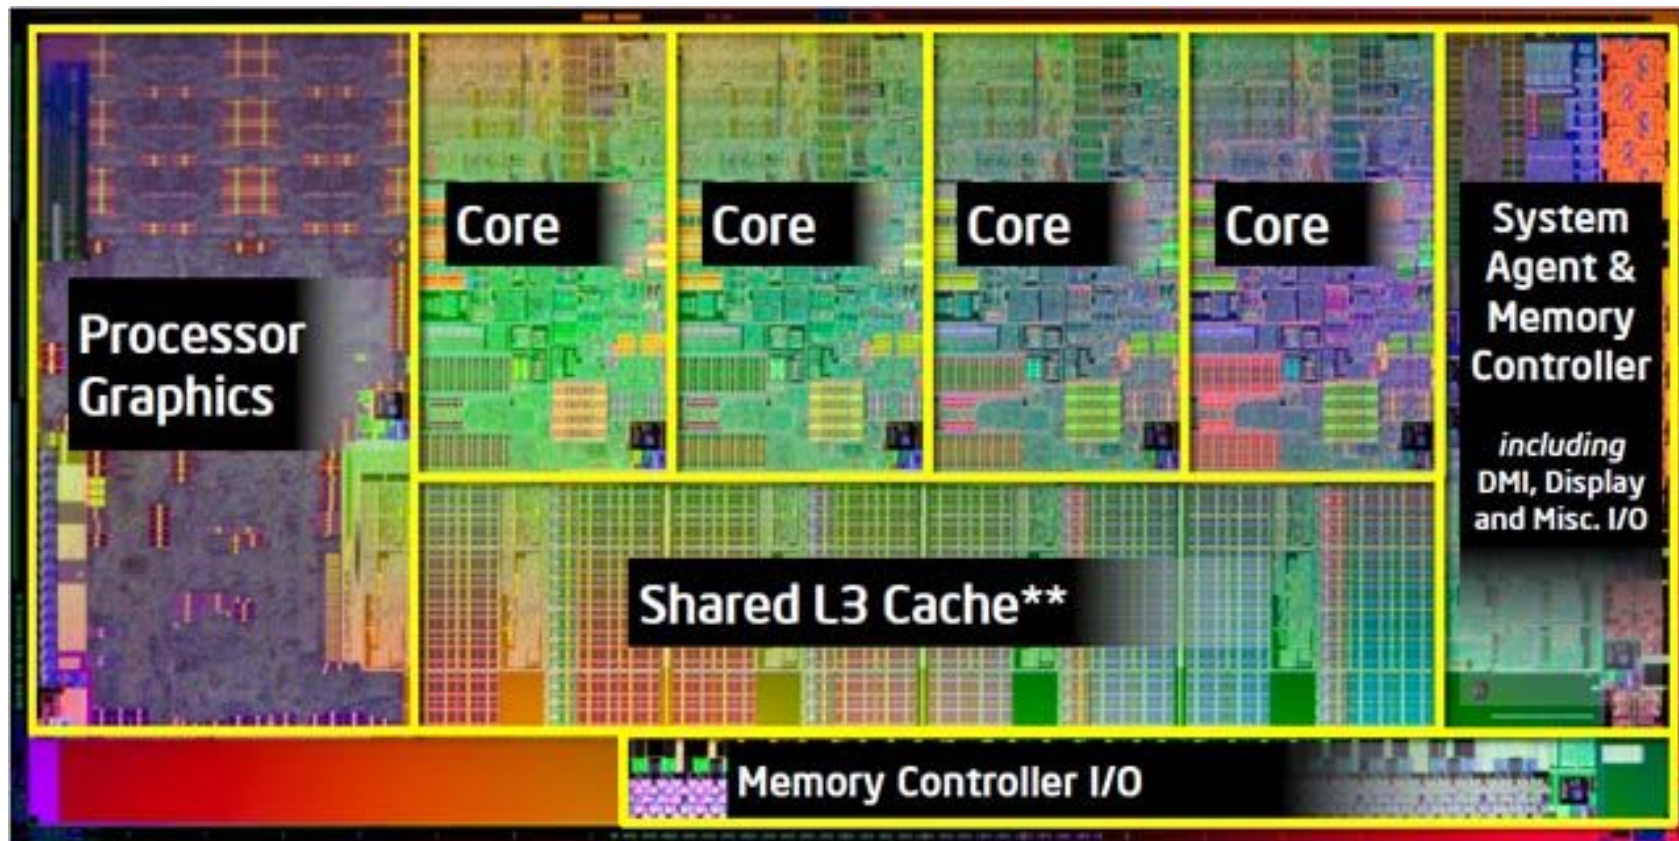 Processor
Graphics
Core
Core
Core
Core
System
Agent &
Memory
Controller
including
DMI, Display
and Misc. I/O
Shared L3 Cache**
Memory Controller I/O